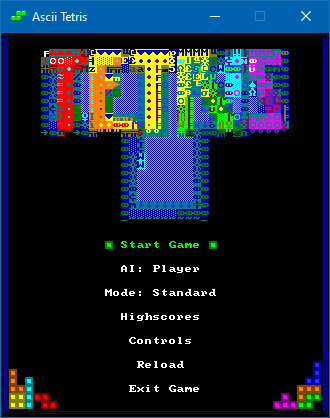 Ascii Tetris
Start Game
AI: Player
Mode: Standard
Highscores
Controls
Reload
Exit Game